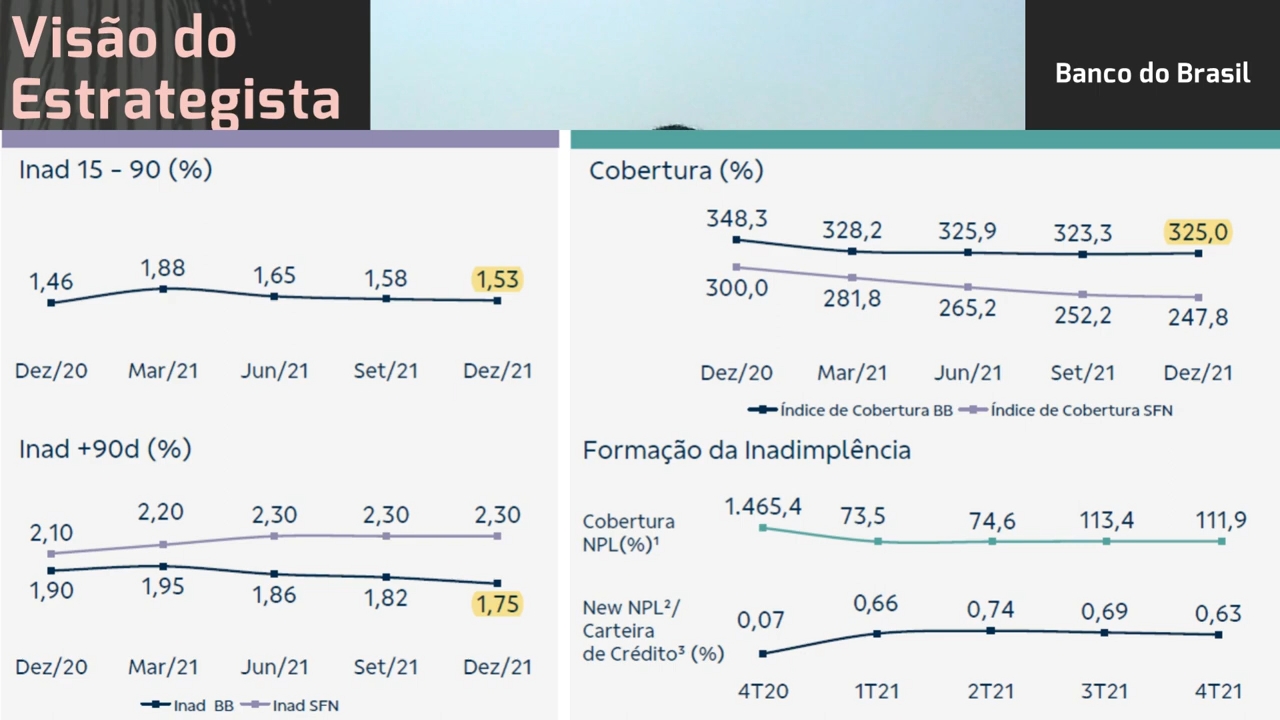 Visão do
Estrategista
Banco do Brasil
Inad 15 - 90 (%)
1,46 1,88 1,65 1,58 1,53
Dez/20 Mar/21 Jun/21 Set/21 Dez/21
Inad +90d (%)
2,10 2,20 2,30 2,30 2,30
1,90 1,95 1,86 1,82 1,75
Dez/20 Mar/21 Jun/21 Set/21 Dez/21
Inad BB Inad SFN
Cobertura (%)
348,3 328,2 325,9 323,3 325,0
300,0 281,8 265,2 252,2 247,8
Dez/20 Mar/21 Jun/21 Set/21 Dez/21
Índice de Cobertura BB Índice de Cobertura SFN
Formação da Inadimplência
Cobertura
NPL(%)¹
1.465,4 73,5 74,6 113,4 111,9
New NPL²/
Carteira
de Crédito³ (%)
0,07 0,66 0,74 0,69 0,63
4T20 1T21 2T21 3T21 4T21